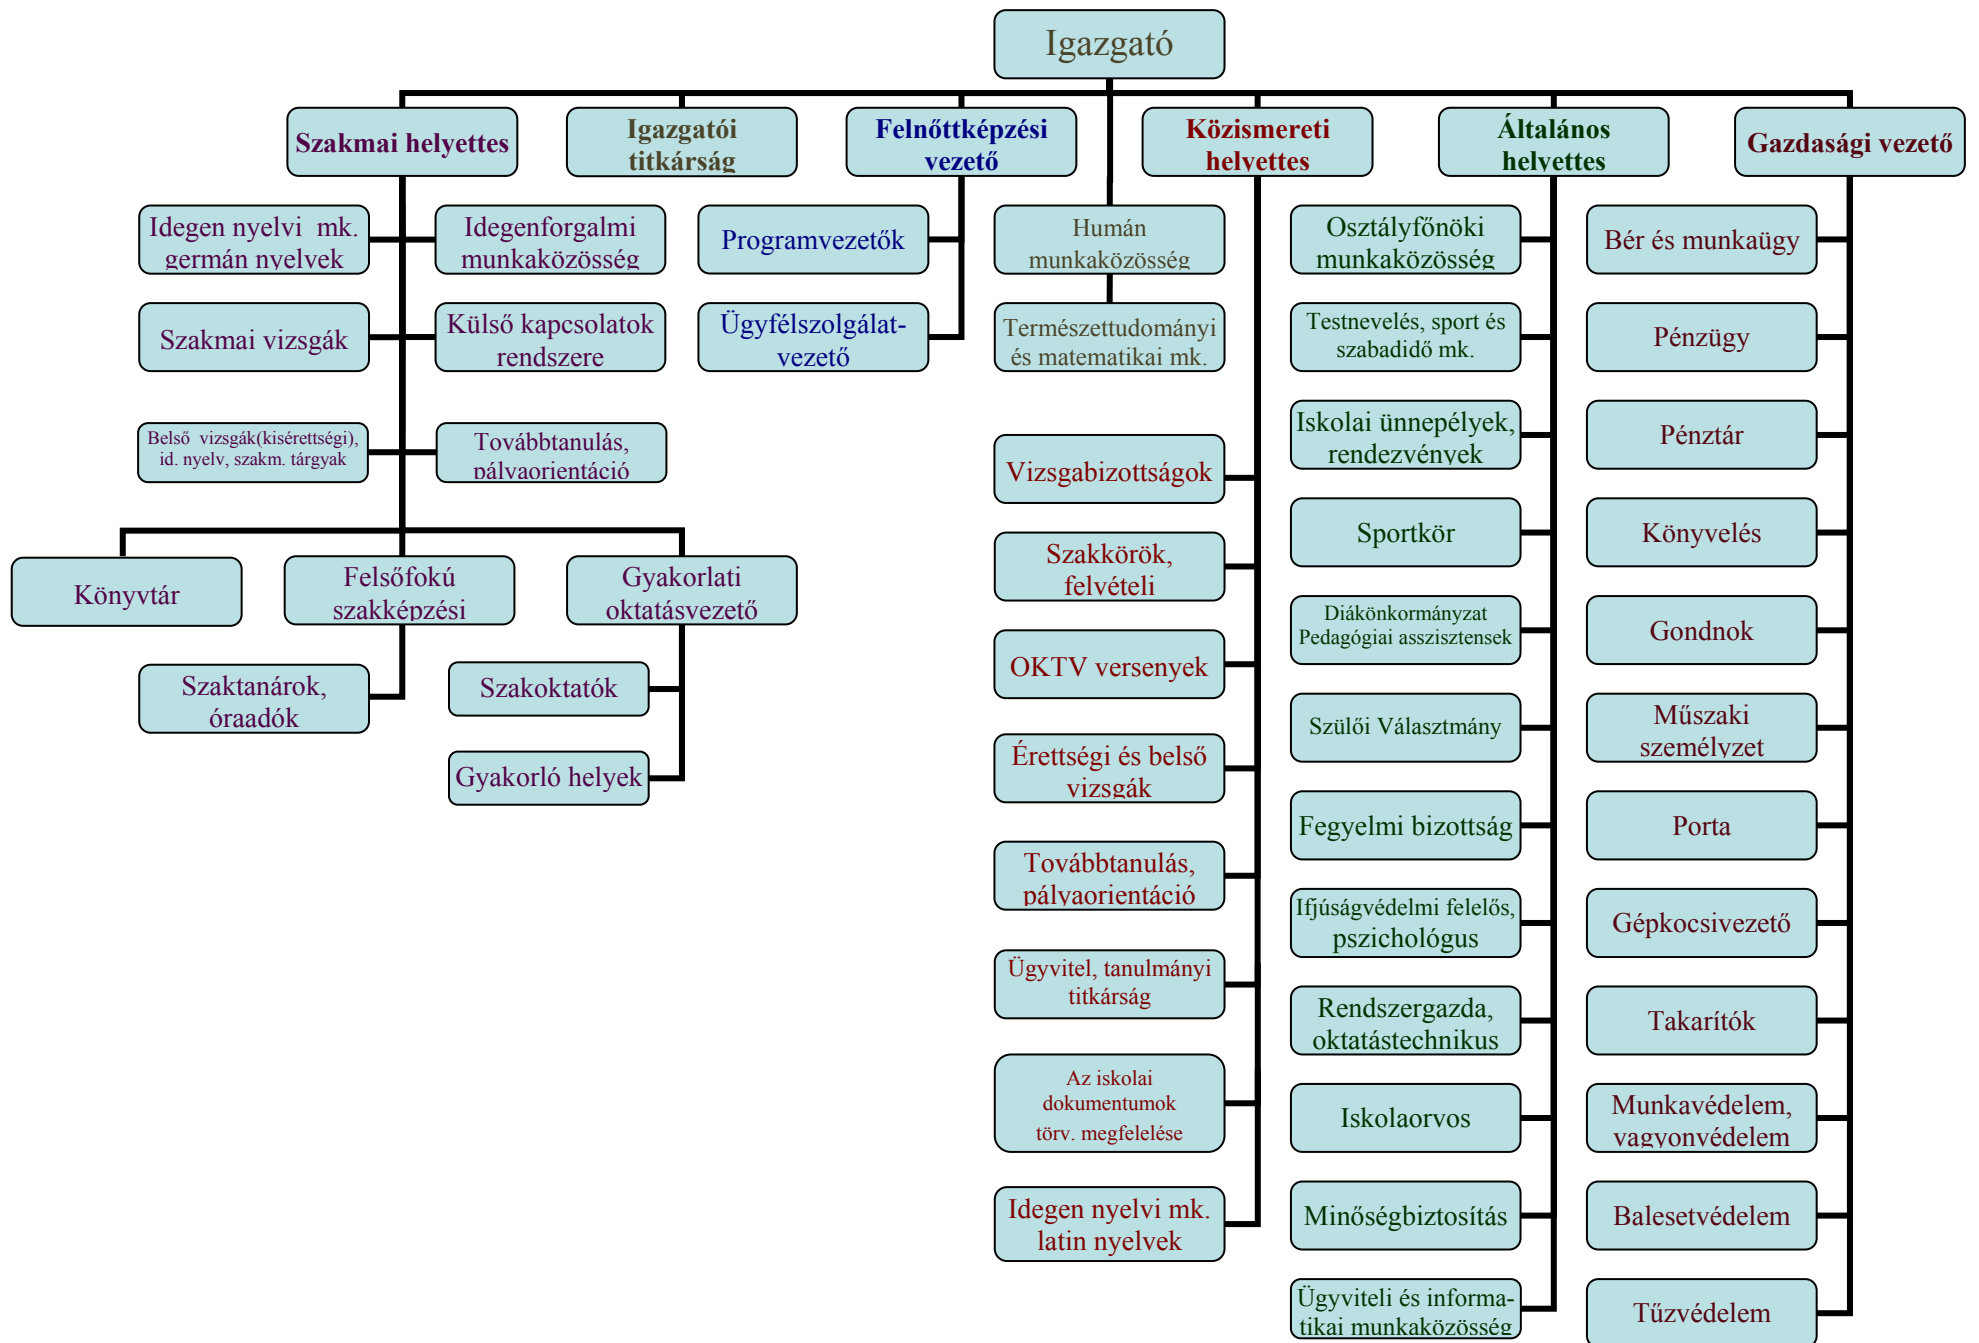 Igazgató
Szakmai helyettes
Igazgatói
titkárság
Felnőttképzési
vezető
Közismereti
helyettes
Általános
helyettes
Gazdasági vezető
Idegen nyelvi  mk.
germán nyelvek
Idegenforgalmi
munkaközösség
Szakmai vizsgák
Külső kapcsolatok
rendszere
Belső  vizsgák(kisérettségi),
id. nyelv, szakm. tárgyak
Továbbtanulás,
pályaorientáció
Könyvtár
Felsőfokú
szakképzési
Gyakorlati
oktatásvezető
Szaktanárok,
óraadók
Szakoktatók
Gyakorló helyek
Programvezetők
Ügyfélszolgálat-
vezető
Humán
munkaközösség
Természettudományi
és matematikai mk.
Vizsgabizottságok
Szakkörök,
felvételi
OKTV versenyek
Érettségi és belső
vizsgák
Továbbtanulás,
pályaorientáció
Ügyvitel, tanulmányi
titkárság
Az iskolai
dokumentumok
törv. megfelelése
Idegen nyelvi mk.
latin nyelvek
Osztályfőnöki
munkaközösség
Testnevelés, sport és
szabadidő mk.
Iskolai ünnepélyek,
rendezvények
Sportkör
Diákönkormányzat
Pedagógiai asszisztensek
Szülői Választmány
Fegyelmi bizottság
Ifjúságvédelmi felelős,
pszichológus
Rendszergazda,
oktatástechnikus
Iskolaorvos
Minőségbiztosítás
Ügyviteli és informa-
tikai munkaközösség
Bér és munkaügy
Pénzügy
Pénztár
Könyvelés
Gondnok
Műszaki
személyzet
Porta
Gépkocsivezető
Takarítók
Munkavédelem,
vagyonvédelem
Balesetvédelem
Tűzvédelem